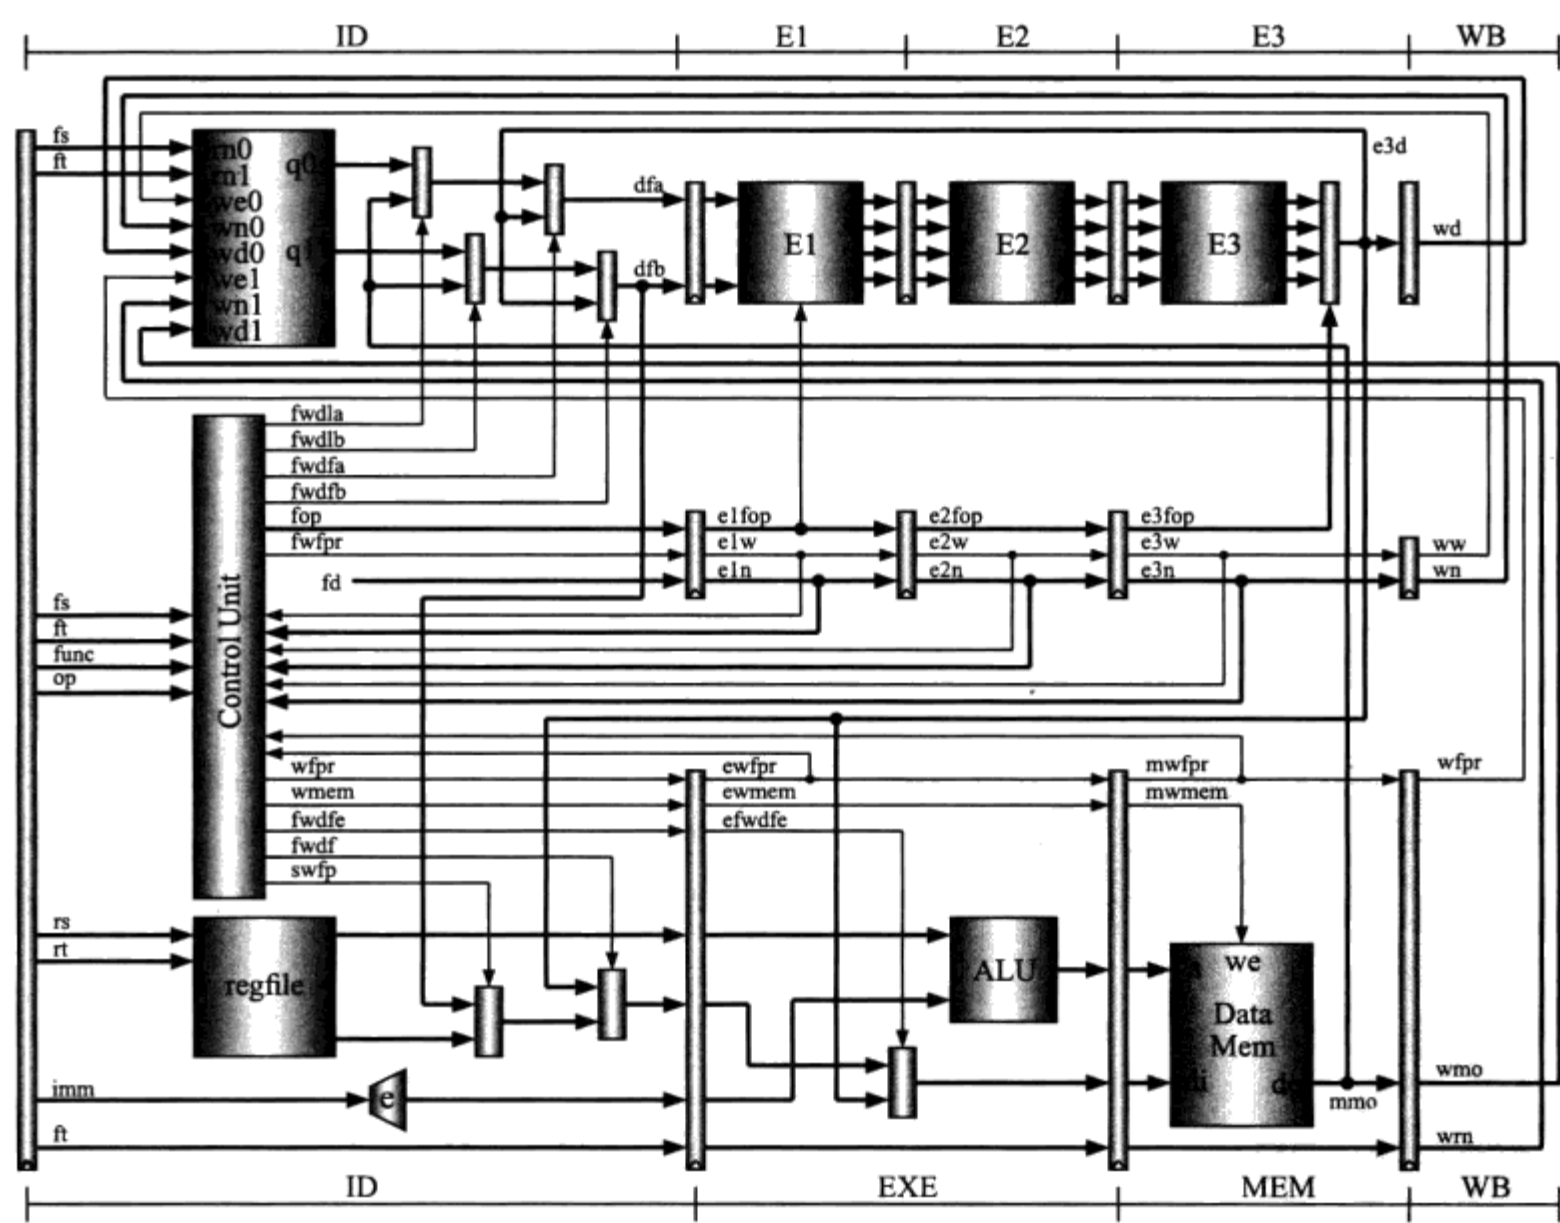 ID E1 E2 E3 WB
fs
ft
rn0
rn1
we0
wn0
wd0
we1
wn1
wd1
q0
dfa
dfb
E1
E2
E3
e3d
wd
fwdla
fwdlb
fwdfa
fwdfb
fop
fwfpr
fd
e1fop
e1w
e1n
e2fop
e2w
e2n
e3fop
e3w
e3n
ww
wn
fs
ft
func
op
Control Unit
wfpr
wmem
fwdfe
fwdf
swfp
ewfpr
ewmem
efwdfe
mwfpr
mwmem
wfpr
rs
rt
regfile
ALU
we
Data
Mem
imm
e
ft
mmo
wmo
wrn
ID EXE MEM WB